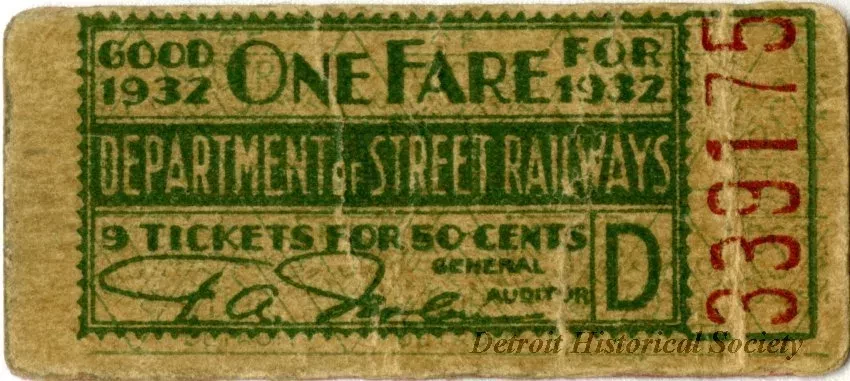 GOOD ONE FARE FOR
1932 1932
DEPARTMENT OF STREET RAILWAYS
9 TICKETS FOR 50 CENTS
GENERAL
AUDITOR
D
339175
Detroit Historical Society